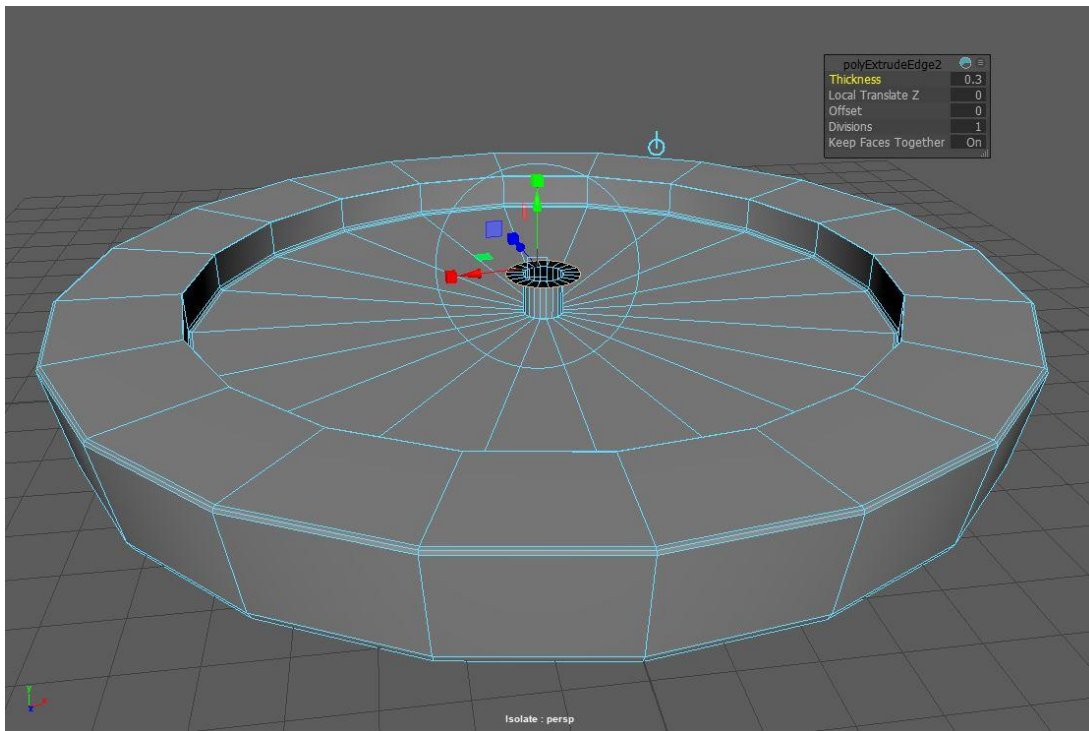 polyExtrudeEdge2
Thickness 0.3
Local Translate Z 0
Offset 0
Divisions 1
Keep Faces Together On
y
x
z
Isolate : persp